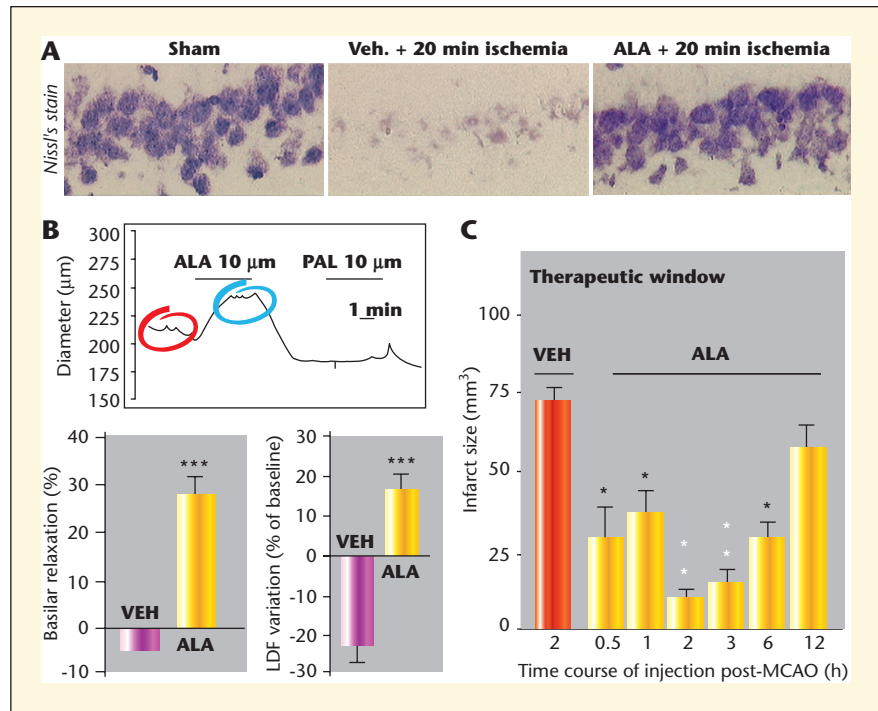 A
Sham
Veh. + 20 min ischemia
ALA + 20 min ischemia
Nissl's stain
B
300
275
250
225
200
175
150
Diameter (μm)
ALA 10 μm
PAL 10 μm
1 min
40
30
20
10
0
-10
Basilar relaxation (%)
VEH
***
ALA
30
20
10
0
-10
-20
-30
LDF variation (% of baseline)
VEH
***
ALA
C
Therapeutic window
100
75
50
25
0
Infarct size (mm³)
VEH
ALA
*
*
*
*
*
*
*
2
0.5
1
2
3
6
12
Time course of injection post-MCAO (h)